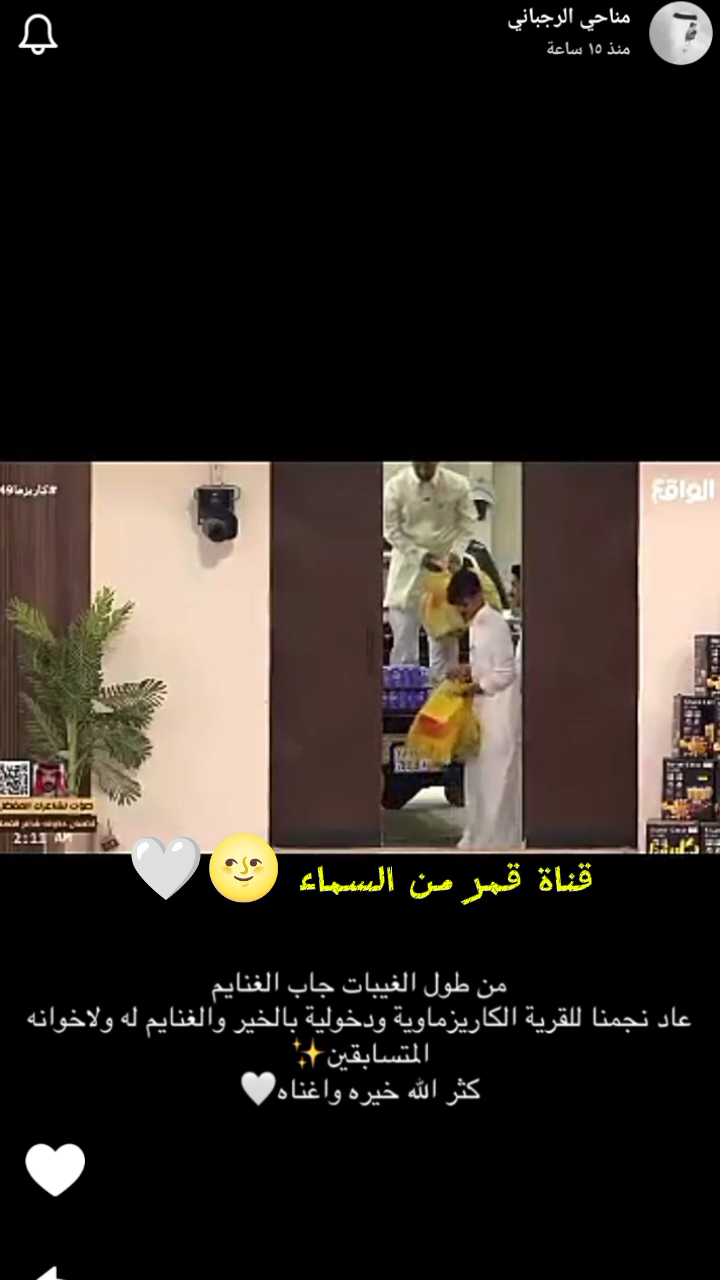 مناحي الرجباني
منذ ١٥ ساعة
#كاريزما49
الواقع
2:11 AM
قناة قمر من السماء 🌝🤍
من طول الغيبات جاب الغنايم
عاد نجمنا للقرية الكاريزماوية ودخولية بالخير والغنايم له ولاخوانه
المتسابقين✨
كثر الله خيره واغناه🤍